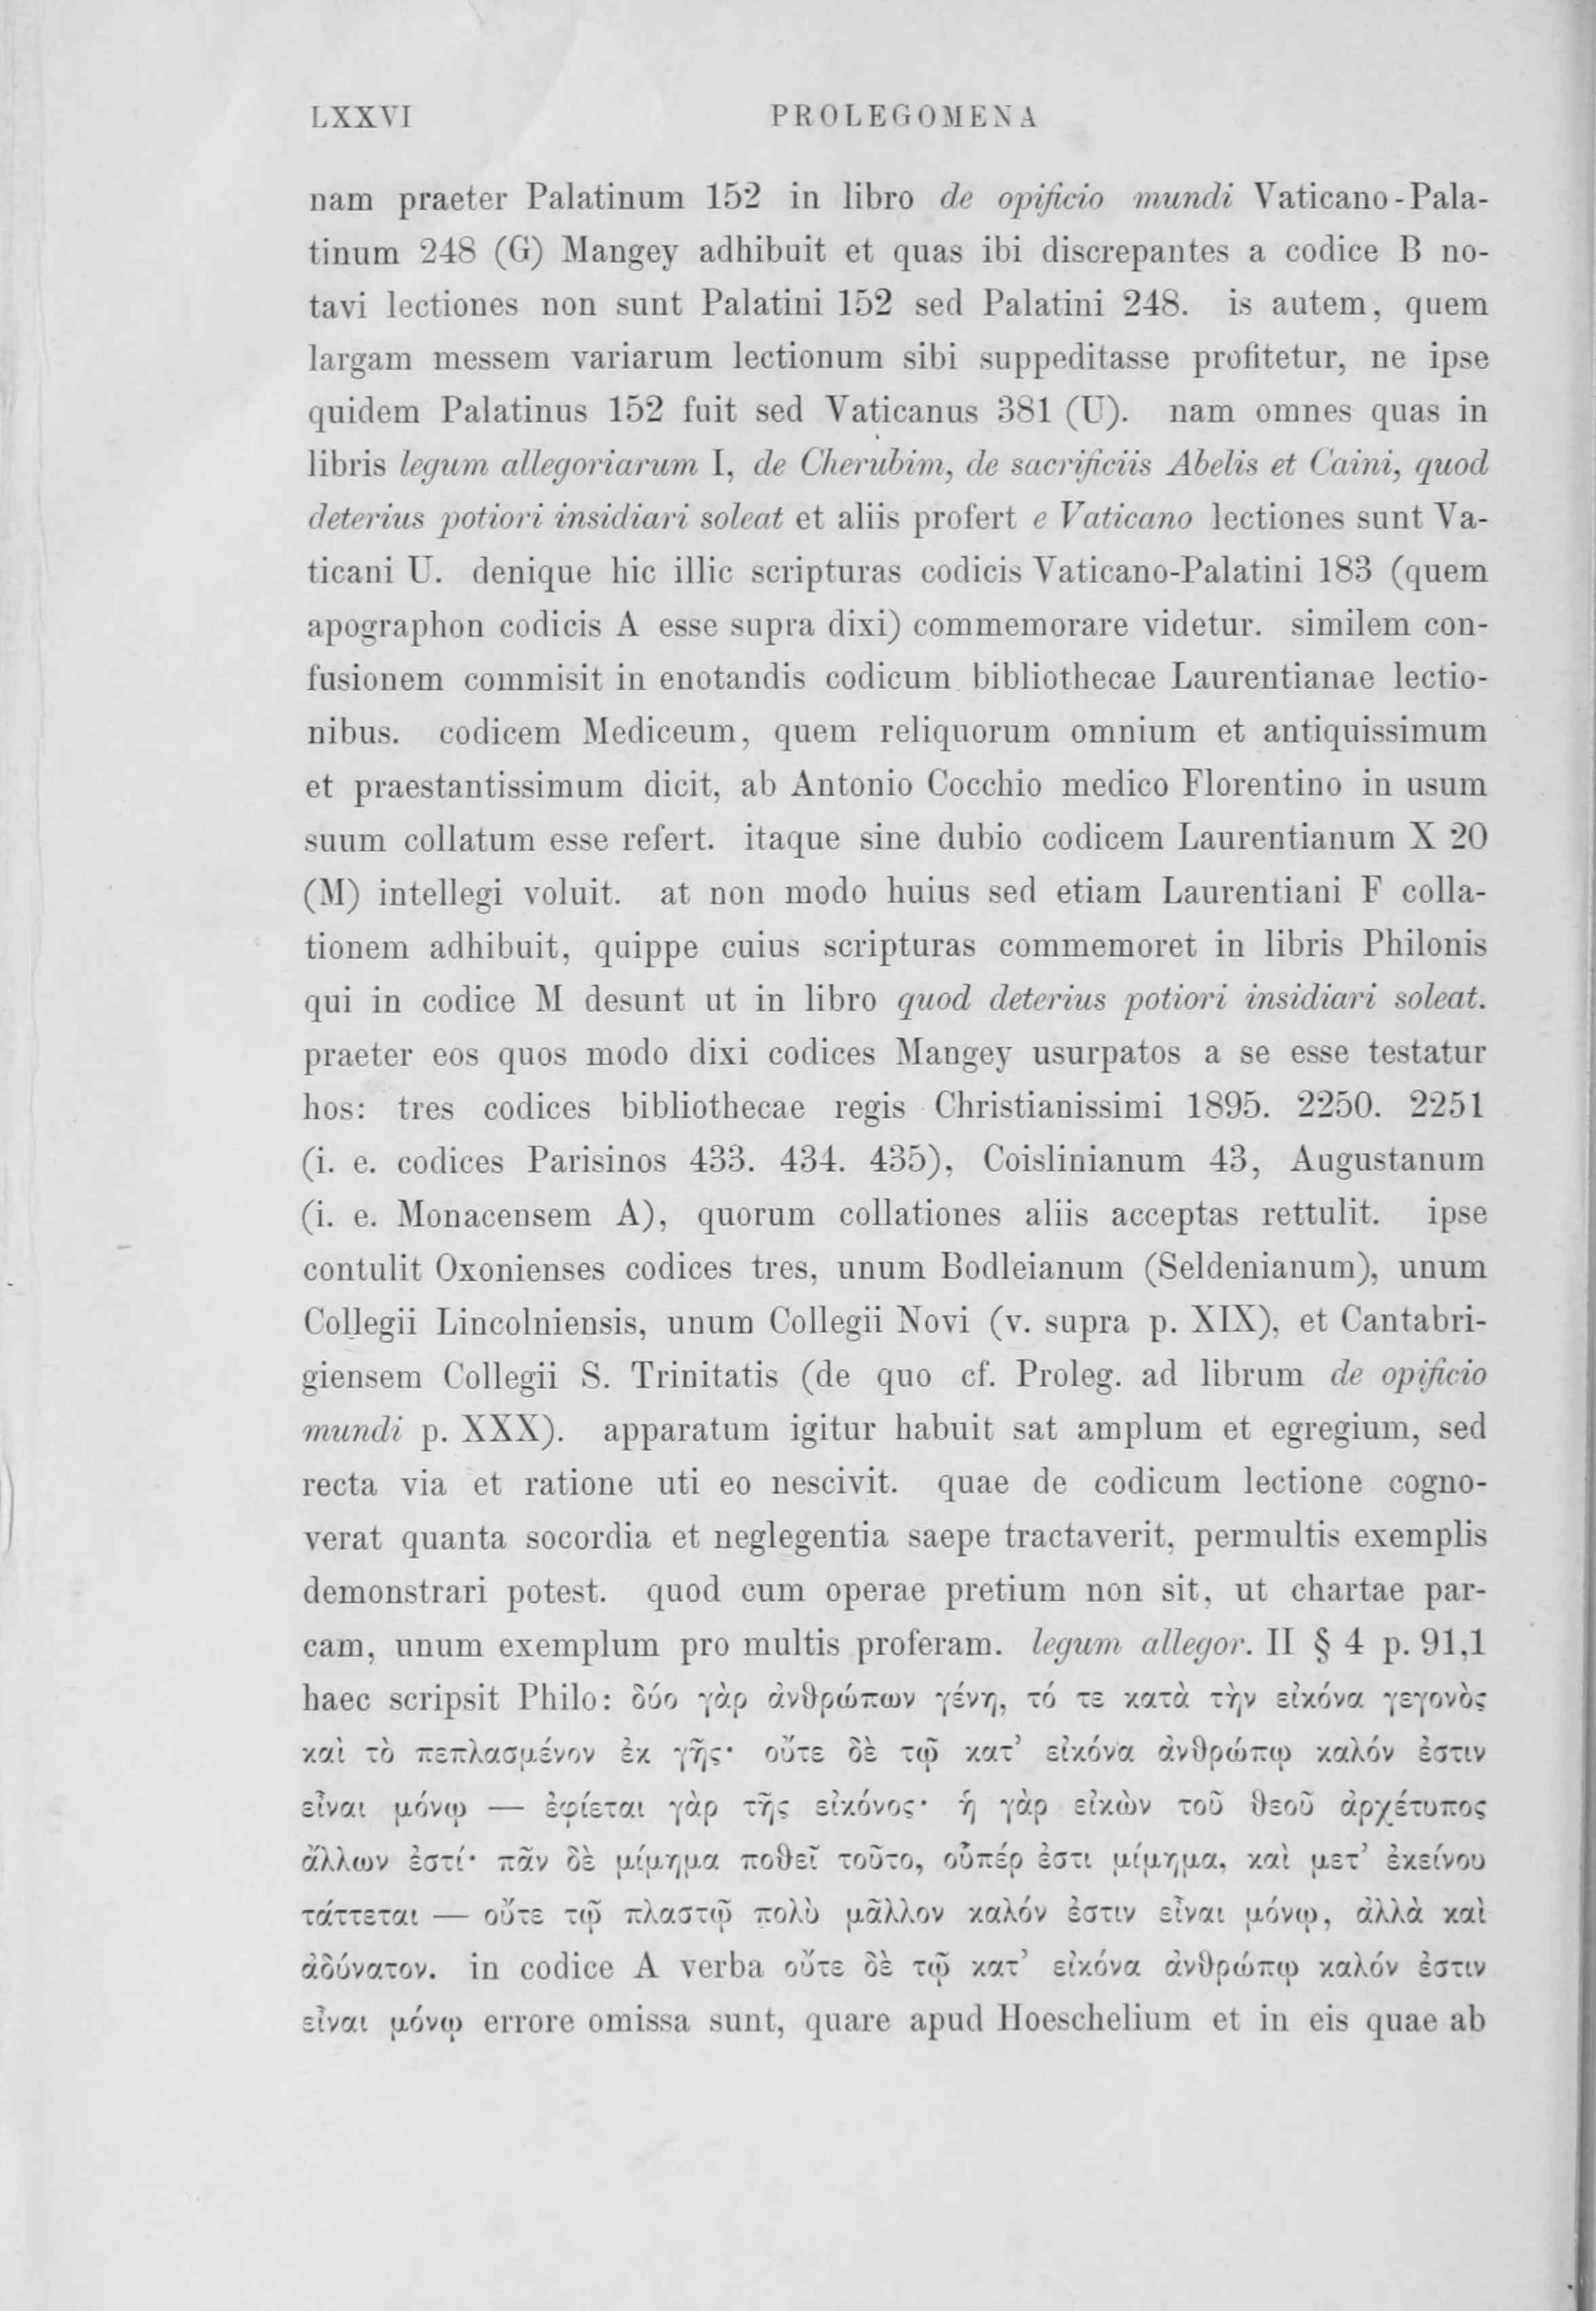 LXXVI PROLEGOMENA
nam praeter Palatinum 152 in libro de opificio mundi Vaticano-Pala-
tinum 248 (G) Mangey adhibuit et quas ibi discrepantes a codice B no-
tavi lectiones non sunt Palatini 152 sed Palatini 248. is autem, quem
largam messem variarum lectionum sibi suppeditasse profitetur, ne ipse
quidem Palatinus 152 fuit sed Vaticanus 381 (U). nam omnes quas in
libris legum allegoriarum I, de Cherubim, de sacrificiis Abelis et Caini, quod
deterius potiori insidiari soleat et aliis profert e Vaticano lectiones sunt Va-
ticani U. denique hic illic scripturas codicis Vaticano-Palatini 183 (quem
apographon codicis A esse supra dixi) commemorare videtur. similem con-
fusionem commisit in enotandis codicum bibliothecae Laurentianae lectio-
nibus. codicem Mediceum, quem reliquorum omnium et antiquissimum
et praestantissimum dicit, ab Antonio Cocchio medico Florentino in usum
suum collatum esse refert. itaque sine dubio codicem Laurentianum X 20
(M) intellegi voluit. at non modo huius sed etiam Laurentiani F colla-
tionem adhibuit, quippe cuius scripturas commemoret in libris Philonis
qui in codice M desunt ut in libro quod deterius potiori insidiari soleat.
praeter eos quos modo dixi codices Mangey usurpatos a se esse testatur
hos: tres codices bibliothecae regis Christianissimi 1895. 2250. 2251
(i. e. codices Parisinos 433. 434. 435), Coislinianum 43, Augustanum
(i. e. Monacensem A), quorum collationes aliis acceptas rettulit. ipse
contulit Oxonienses codices tres, unum Bodleianum (Seldenianum), unum
Collegii Lincolniensis, unum Collegii Novi (v. supra p. XIX), et Cantabri-
giensem Collegii S. Trinitatis (de quo cf. Proleg. ad librum de opificio
mundi p. XXX). apparatum igitur habuit sat amplum et egregium, sed
recta via et ratione uti eo nescivit. quae de codicum lectione cogno-
verat quanta socordia et neglegentia saepe tractaverit, permultis exemplis
demonstrari potest. quod cum operae pretium non sit, ut chartae par-
cam, unum exemplum pro multis proferam. legum allegor. II § 4 p. 91,1
haec scripsit Philo: δύο γὰρ ἀνθρώπων γένη, τό τε κατὰ τὴν εἰκόνα γεγονὸς
καὶ τὸ πεπλασμένον ἐκ γῆς· οὔτε δὲ τῷ κατ’ εἰκόνα ἀνθρώπῳ καλόν ἐστιν
εἶναι μόνῳ — ἐφίεται γὰρ τῆς εἰκόνος· ἡ γὰρ εἰκὼν τοῦ θεοῦ ἀρχέτυπος
ἄλλων ἐστί· πᾶν δὲ μίμημα ποθεῖ τοῦτο, οὗπέρ ἐστι μίμημα, καὶ μετ’ ἐκείνου
τάττεται — οὔτε τῷ πλαστῷ πολὺ μᾶλλον καλόν ἐστιν εἶναι μόνῳ, ἀλλὰ καὶ
ἀδύνατον. in codice A verba οὔτε δὲ τῷ κατ’ εἰκόνα ἀνθρώπῳ καλόν ἐστιν
εἶναι μόνῳ errore omissa sunt, quare apud Hoeschelium et in eis quae ab